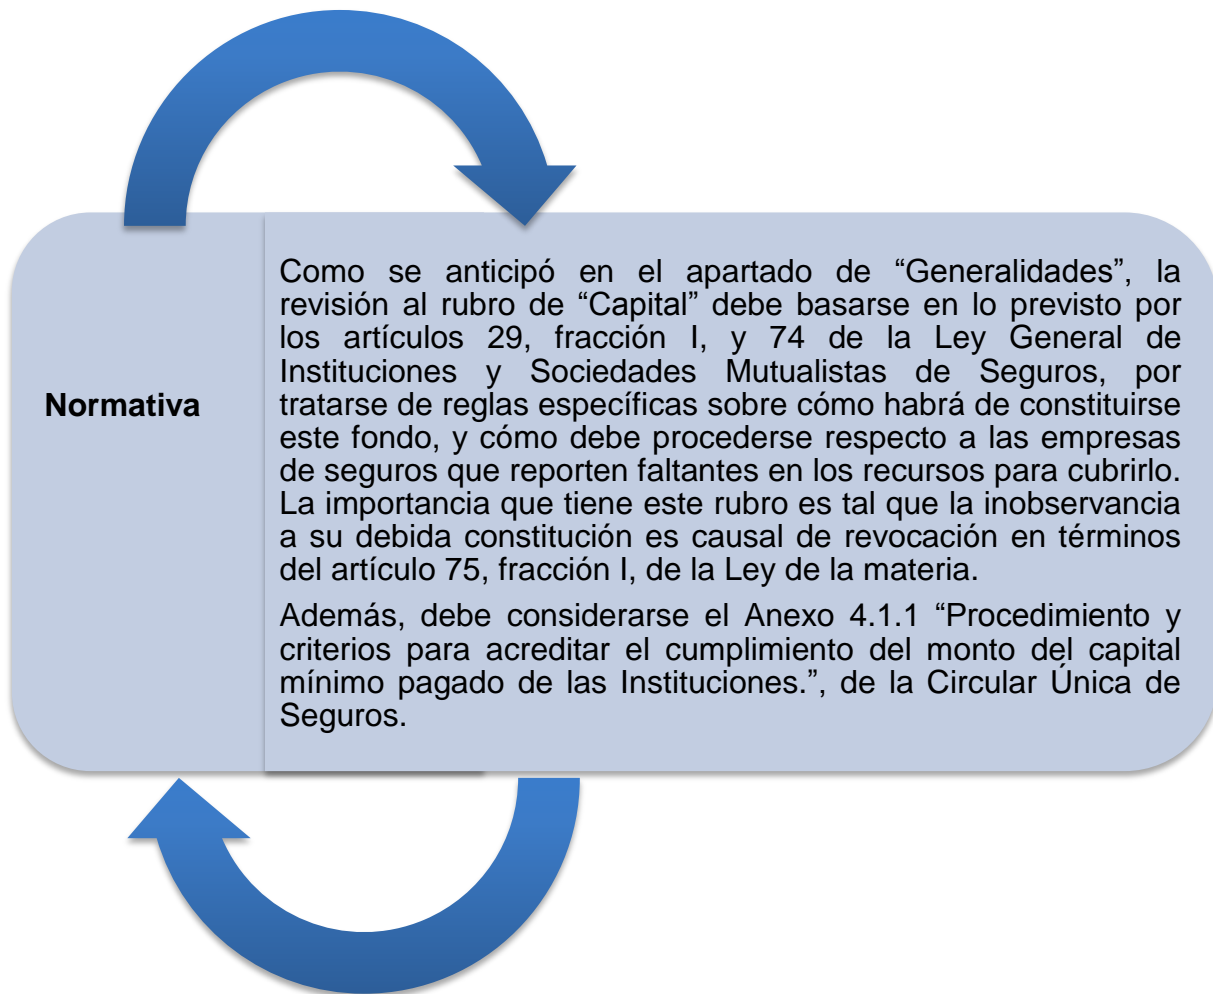 Normativa
Como se anticipó en el apartado de “Generalidades”, la
revisión al rubro de “Capital” debe basarse en lo previsto por
los artículos 29, fracción I, y 74 de la Ley General de
Instituciones y Sociedades Mutualistas de Seguros, por
tratarse de reglas específicas sobre cómo habrá de constituirse
este fondo, y cómo debe procederse respecto a las empresas
de seguros que reporten faltantes en los recursos para cubrirlo.
La importancia que tiene este rubro es tal que la inobservancia
a su debida constitución es causal de revocación en términos
del artículo 75, fracción I, de la Ley de la materia.
Además, debe considerarse el Anexo 4.1.1 “Procedimiento y
criterios para acreditar el cumplimiento del monto del capital
mínimo pagado de las Instituciones.”, de la Circular Única de
Seguros.